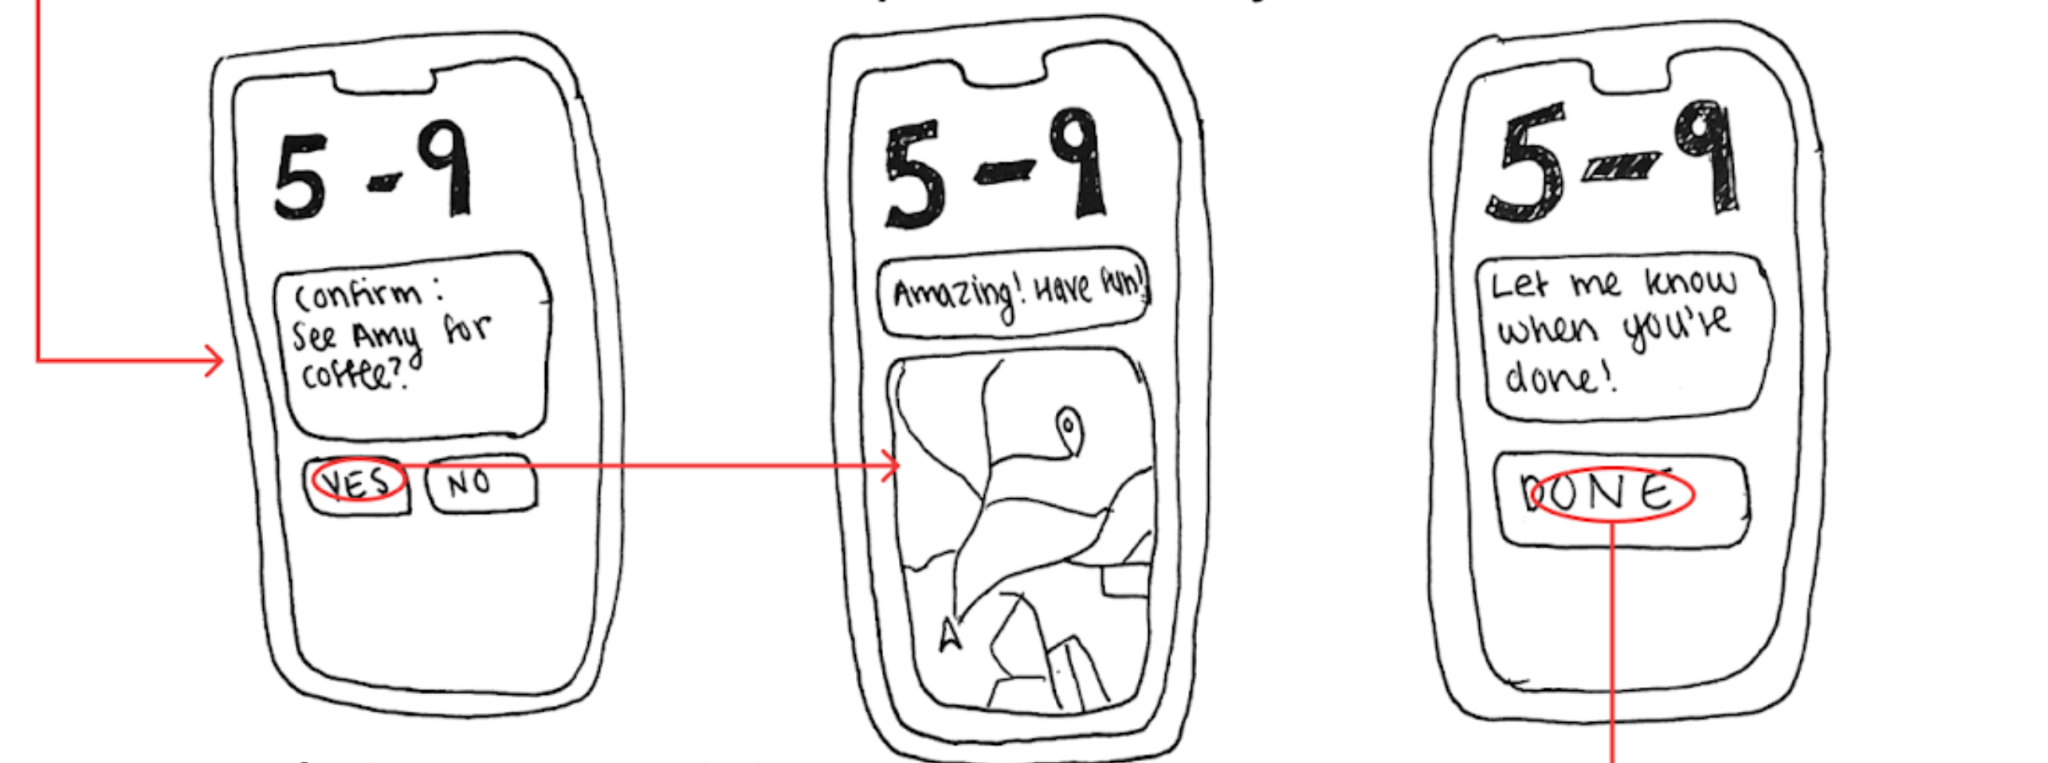 5-9
Confirm:
See Amy for
coffee?
YES
NO
5-9
Amazing! Have fun!
5-9
Let me know
when you're
done!
DONE